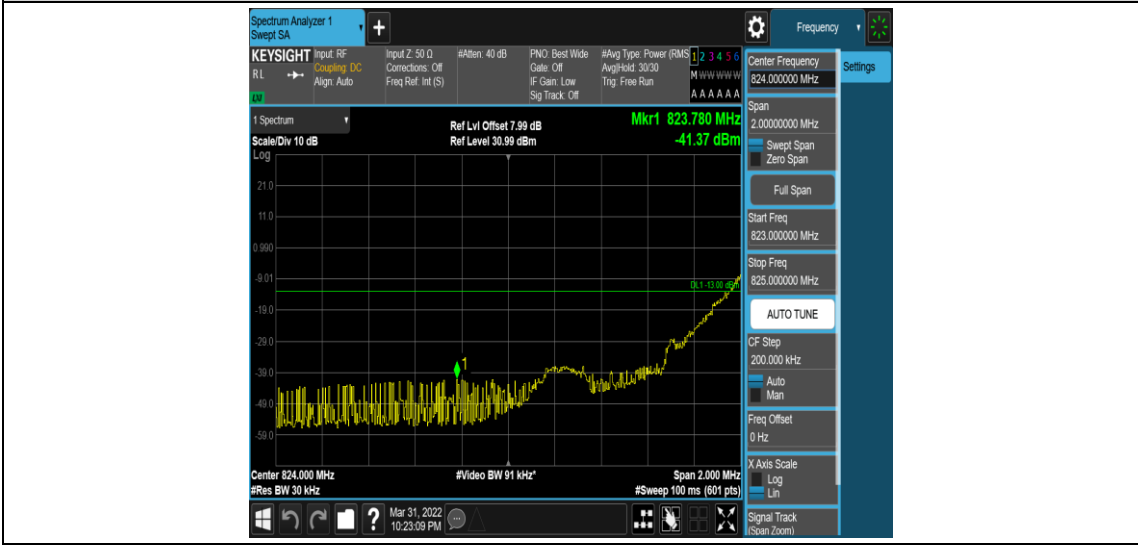 Spectrum Analyzer 1
Swept SA
+
Frequency
KEYSIGHT
RL
LXI
Input: RF
Coupling: DC
Align: Auto
Input Z: 50 Ω
Corrections: Off
Freq Ref: Int (S)
#Atten: 40 dB
PNO: Best Wide
Gate: Off
IF Gain: Low
Sig Track: Off
#Avg Type: Power (RMS
Avg|Hold: 30/30
Trig: Free Run
1 2 3 4 5 6
M W W W W W
A A A A A A
1 Spectrum
Scale/Div 10 dB
Log
Ref Lvl Offset 7.99 dB
Ref Level 30.99 dBm
Mkr1 823.780 MHz
-41.37 dBm
21.0
11.0
0.990
-9.01
-19.0
-29.0
-39.0
-49.0
-59.0
DL1 -13.00 dBm
1
Center 824.000 MHz
#Res BW 30 kHz
#Video BW 91 kHz*
Span 2.000 MHz
#Sweep 100 ms (601 pts)
?
Mar 31, 2022
10:23:09 PM
Center Frequency
824.000000 MHz
Span
2.00000000 MHz
Swept Span
Zero Span
Full Span
Start Freq
823.000000 MHz
Stop Freq
825.000000 MHz
AUTO TUNE
CF Step
200.000 kHz
Auto
Man
Freq Offset
0 Hz
X Axis Scale
Log
Lin
Signal Track
(Span Zoom)
Settings